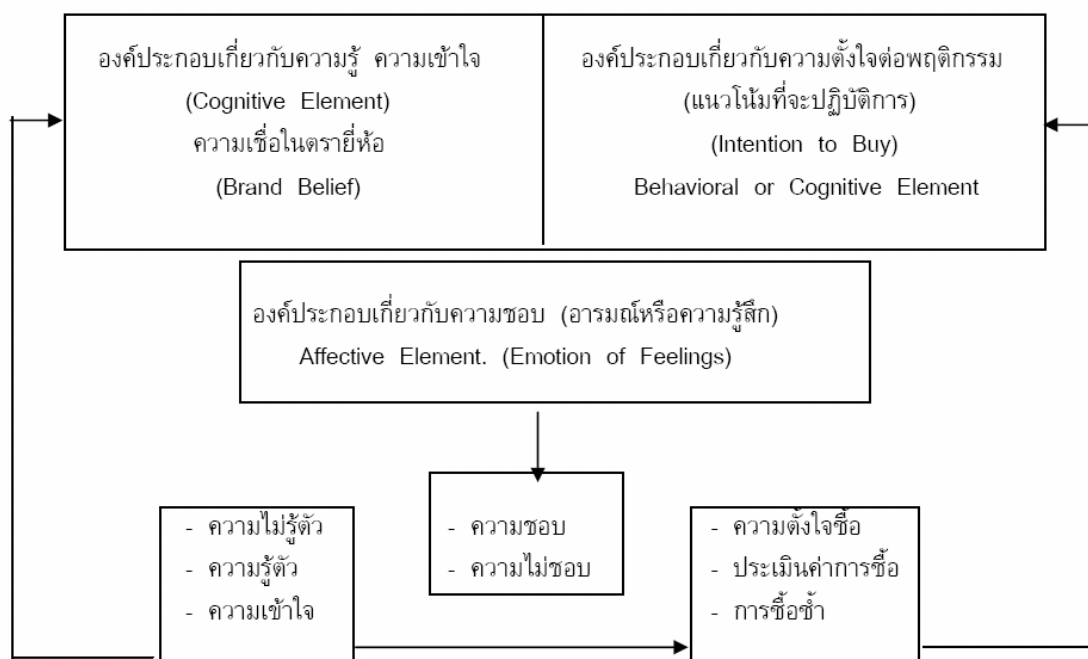 องค์ประกอบเกี่ยวกับความรู้ ความเข้าใจ
(Cognitive Element)
ความเชื่อในตรายี่ห้อ
(Brand Belief)
องค์ประกอบเกี่ยวกับความตั้งใจต่อพฤติกรรม
(แนวโน้มที่จะปฏิบัติการ)
(Intention to Buy)
Behavioral or Cognitive Element
องค์ประกอบเกี่ยวกับความชอบ (อารมณ์หรือความรู้สึก)
Affective Element. (Emotion of Feelings)
- ความไม่รู้ตัว
- ความรู้ตัว
- ความเข้าใจ
- ความชอบ
- ความไม่ชอบ
- ความตั้งใจซื้อ
- ประเมินค่าการซื้อ
- การซื้อซ้ำ